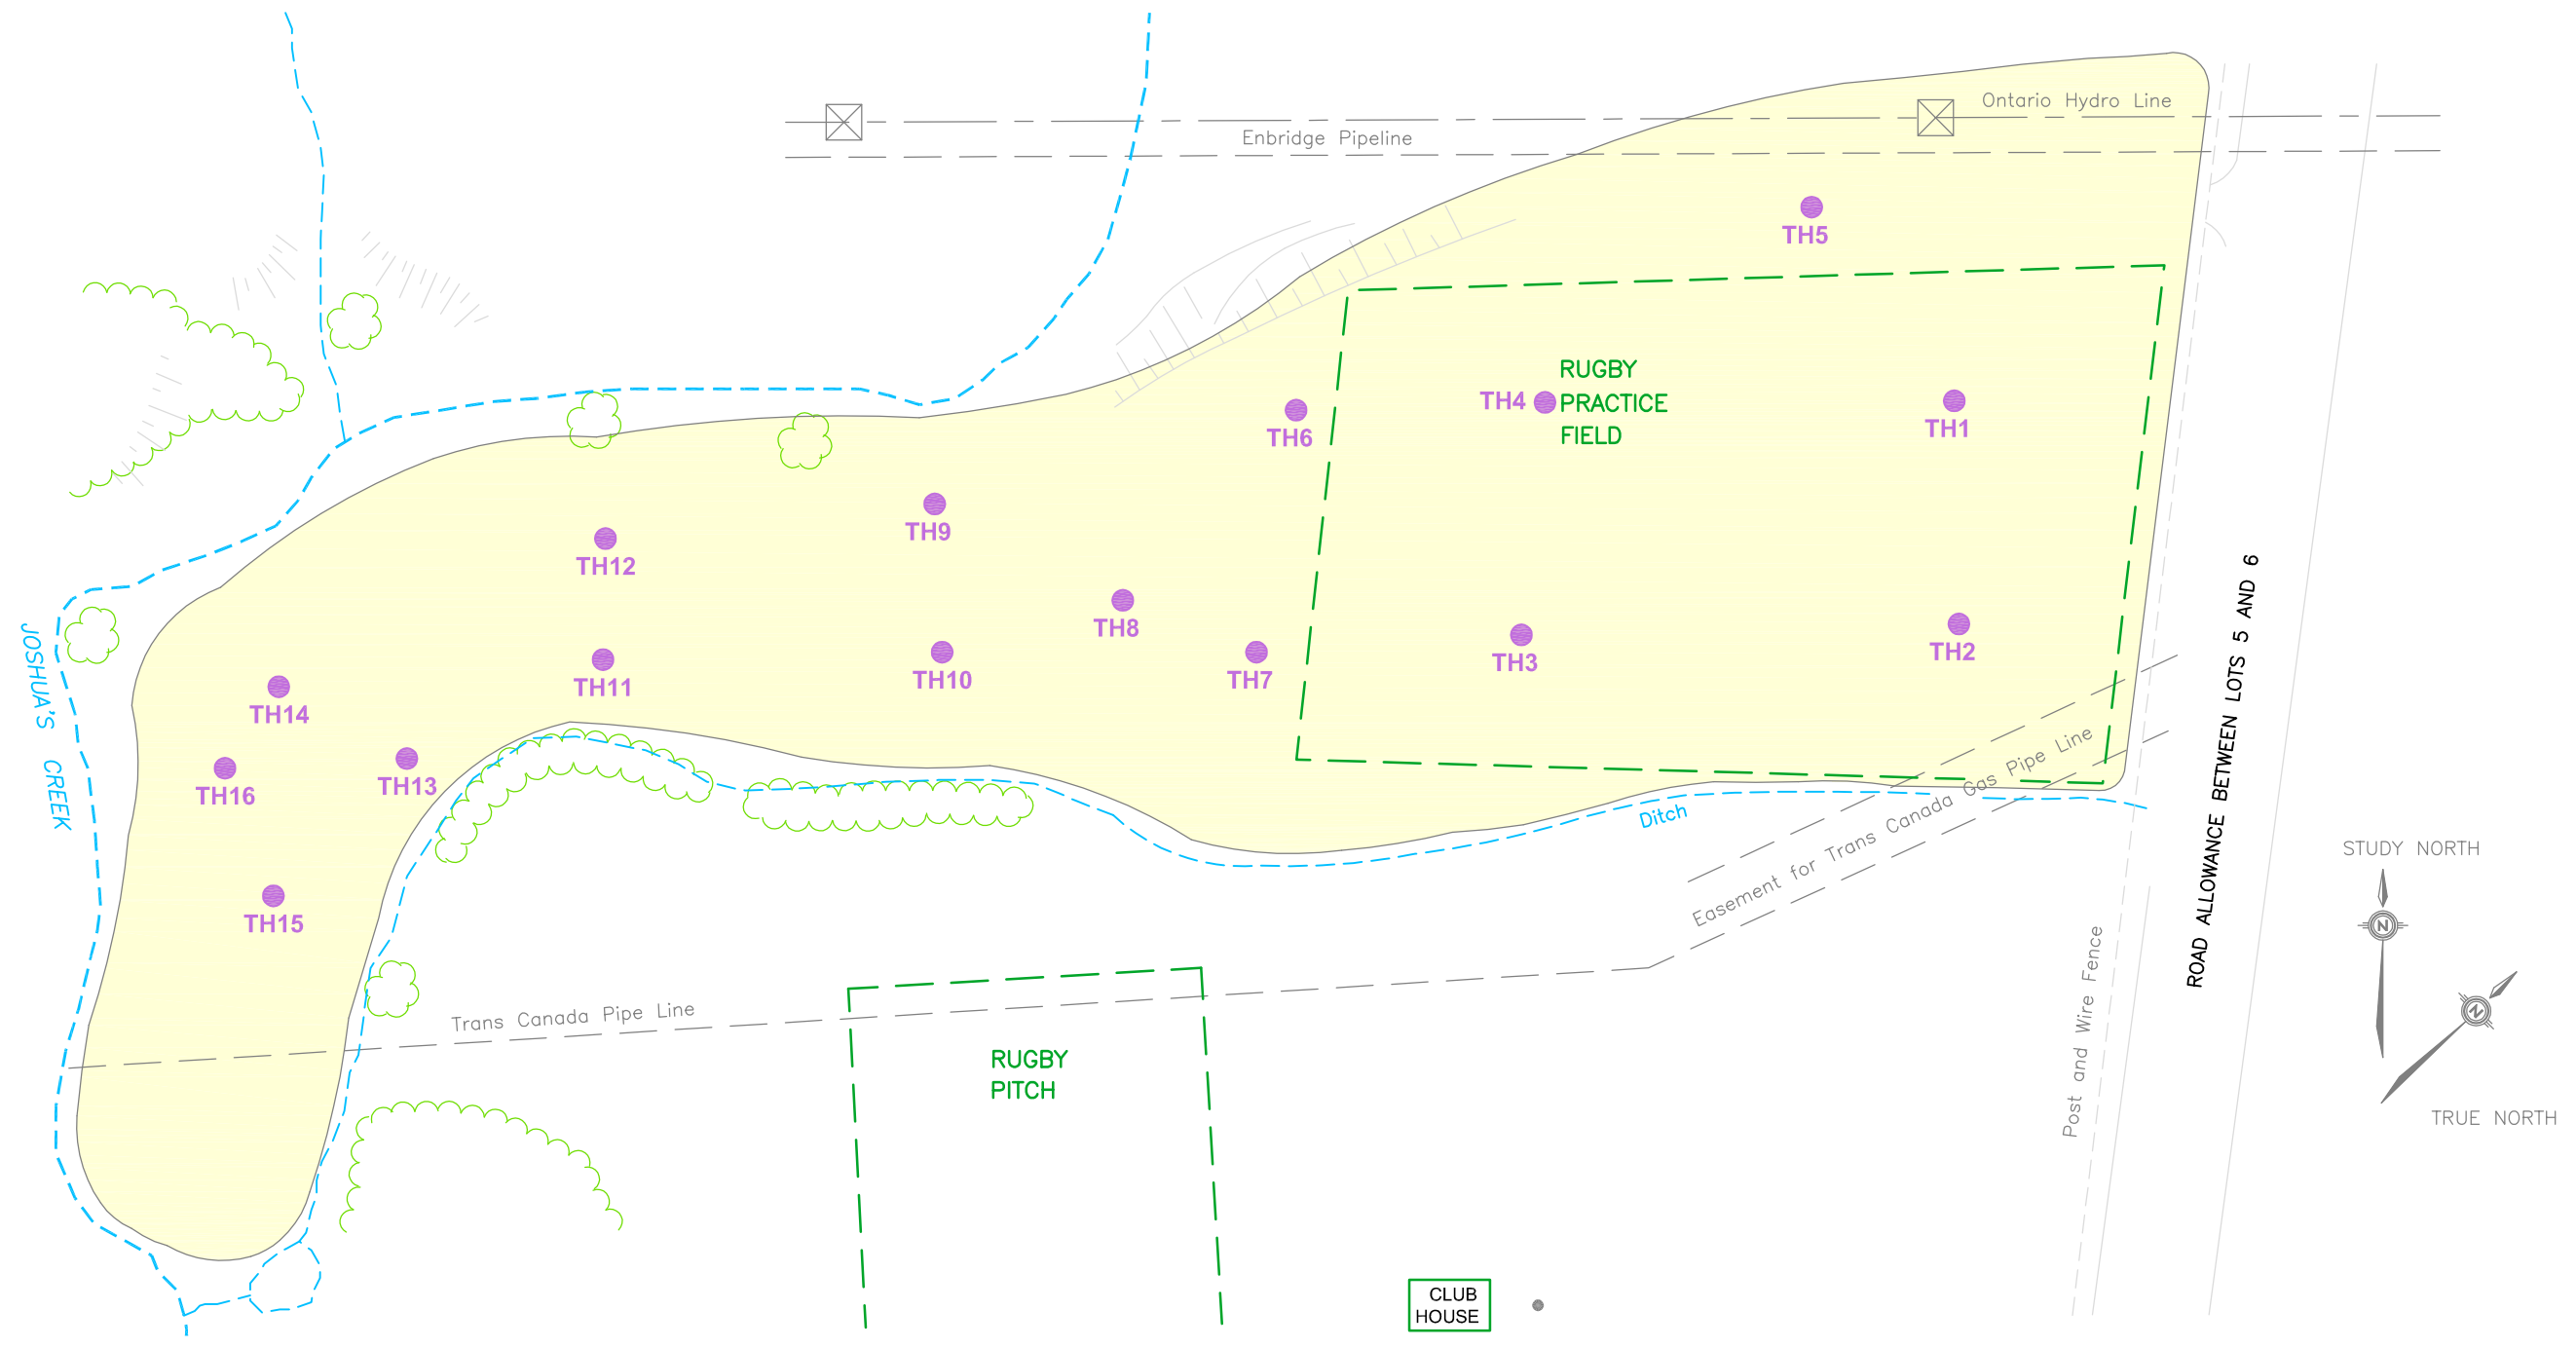 Ontario Hydro Line
Enbridge Pipeline
TH5
RUGBY
PRACTICE
FIELD
TH4
TH1
TH6
TH9
TH12
TH8
TH3
TH2
TH7
TH10
TH11
TH14
TH13
TH16
TH15
JOSHUA'S CREEK
ROAD ALLOWANCE BETWEEN LOTS 5 AND 6
Ditch
Easement for Trans Canada Gas Pipe Line
STUDY NORTH
N
N
TRUE NORTH
Post and Wire Fence
Trans Canada Pipe Line
RUGBY
PITCH
CLUB
HOUSE